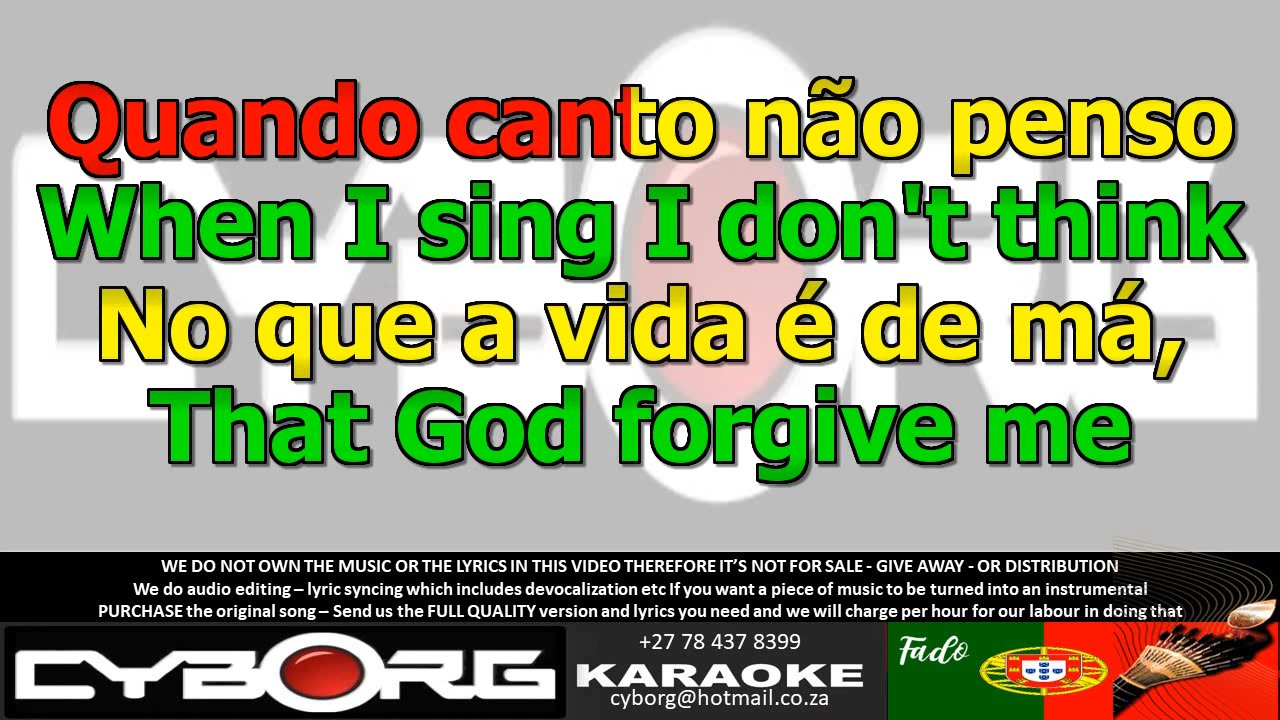 Quando canto não penso
When I sing I don't think
No que a vida é de má,
That God forgive me
WE DO NOT OWN THE MUSIC OR THE LYRICS IN THIS VIDEO THEREFORE IT’S NOT FOR SALE - GIVE AWAY - OR DISTRIBUTION
We do audio editing – lyric syncing which includes devocalization etc If you want a piece of music to be turned into an instrumental
PURCHASE the original song – Send us the FULL QUALITY version and lyrics you need and we will charge per hour for our labour in doing that
CYBORG
+27 78 437 8399
KARAOKE
cyborg@hotmail.co.za
Fado